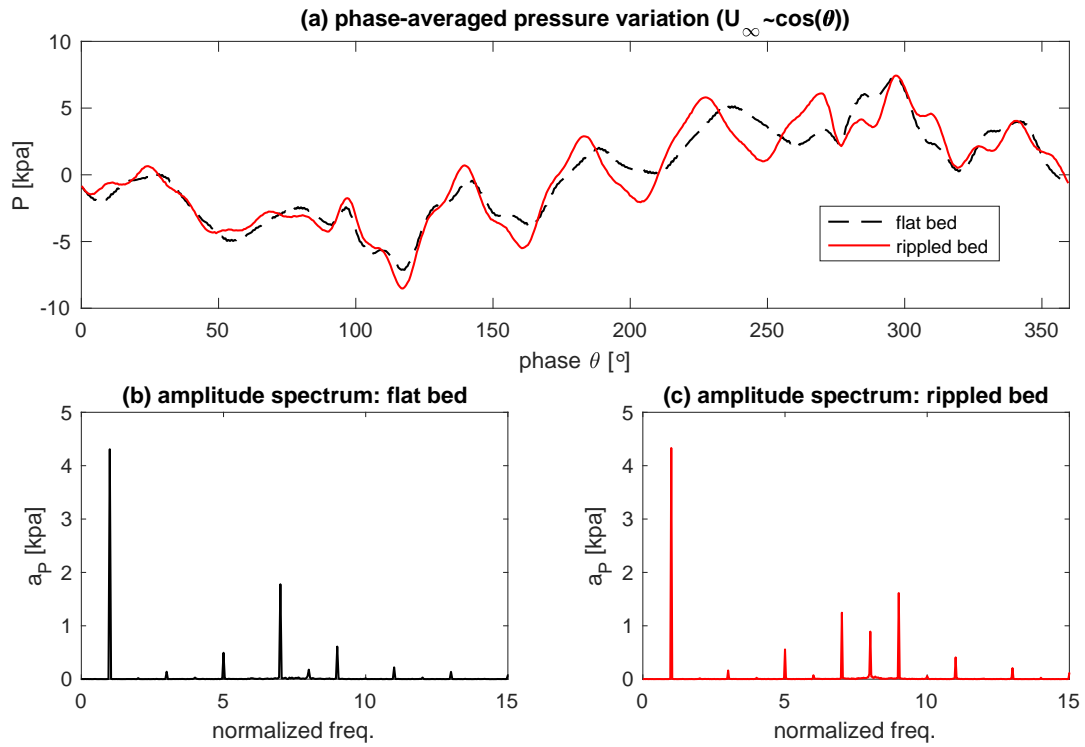 (a) phase-averaged pressure variation (U∞~cos(θ))
10
5
0
-5
-10
P [kpa]
flat bed
rippled bed
0 50 100 150 200 250 300 350
phase θ [°]
(b) amplitude spectrum: flat bed
5
4
3
2
1
0
a_P [kpa]
0 5 10 15
normalized freq.
(c) amplitude spectrum: rippled bed
5
4
3
2
1
0
a_P [kpa]
0 5 10 15
normalized freq.